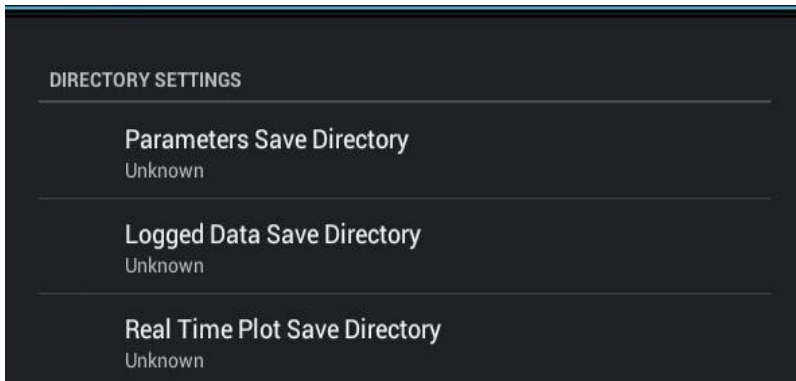 DIRECTORY SETTINGS
Parameters Save Directory
Unknown
Logged Data Save Directory
Unknown
Real Time Plot Save Directory
Unknown